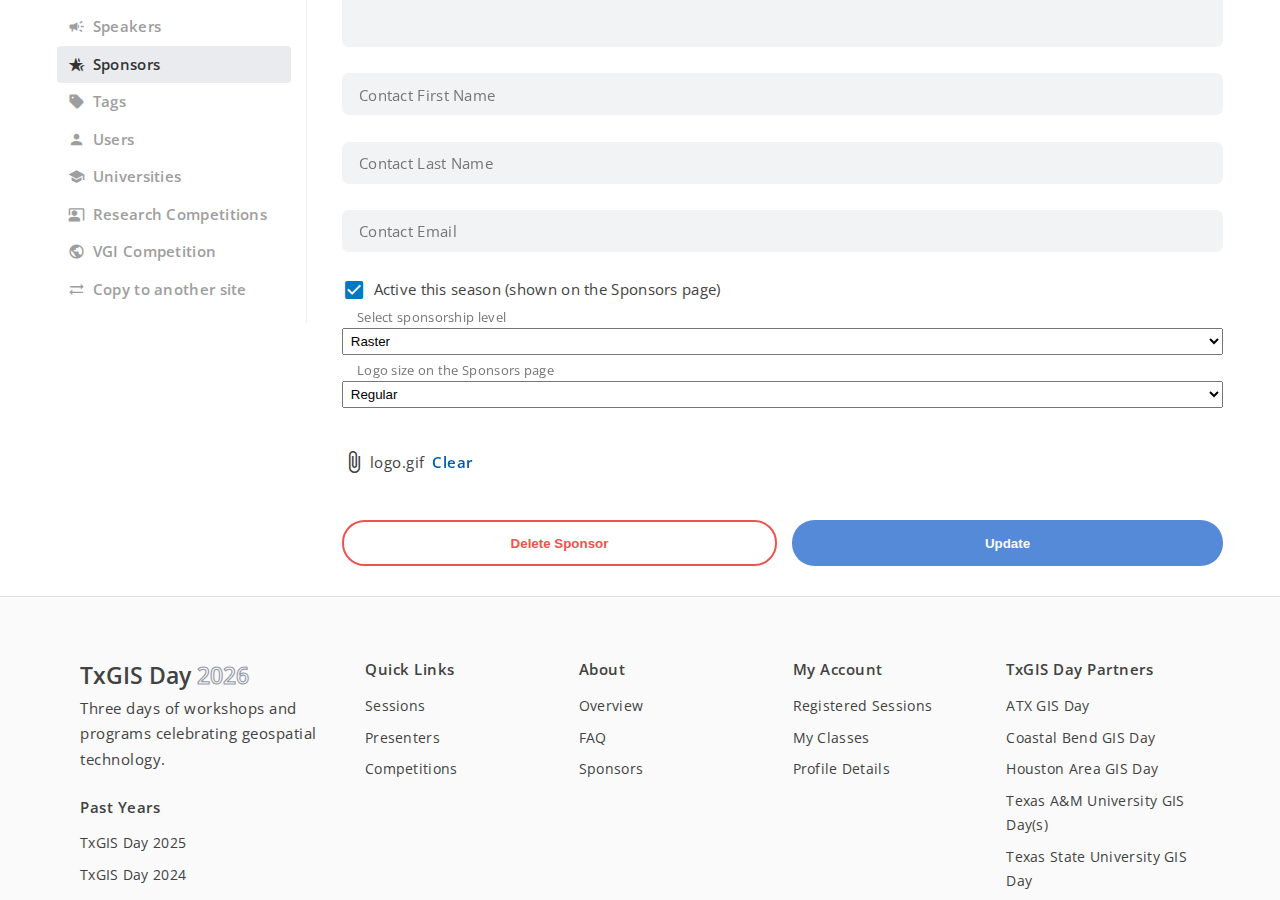 Speakers
Sponsors
Tags
Users
Universities
Research Competitions
VGI Competition
Copy to another site
Contact First Name
Contact Last Name
Contact Email
Active this season (shown on the Sponsors page)
Select sponsorship level
Raster
Logo size on the Sponsors page
Regular
logo.gif Clear
Delete Sponsor
Update
TxGIS Day 2026
Three days of workshops and
programs celebrating geospatial
technology.
Past Years
TxGIS Day 2025
TxGIS Day 2024
Quick Links
Sessions
Presenters
Competitions
About
Overview
FAQ
Sponsors
My Account
Registered Sessions
My Classes
Profile Details
TxGIS Day Partners
ATX GIS Day
Coastal Bend GIS Day
Houston Area GIS Day
Texas A&M University GIS
Day(s)
Texas State University GIS
Day